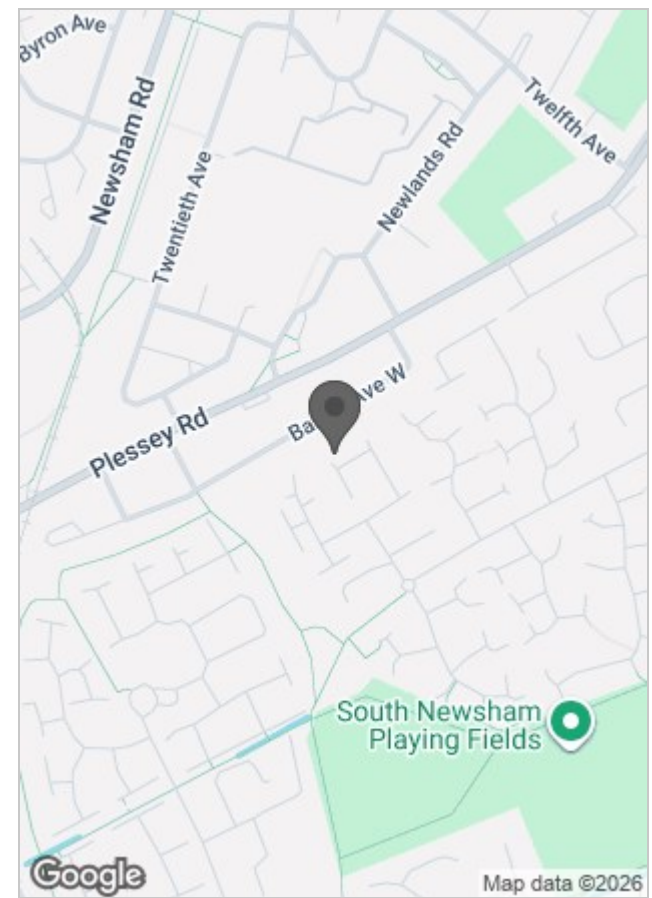 Byron Ave
Newsham Rd
Twentieth Ave
Newlands Rd
Twelfth Ave
Plessey Rd
Ave W
South Newsham
Playing Fields
Google
Map data ©2026